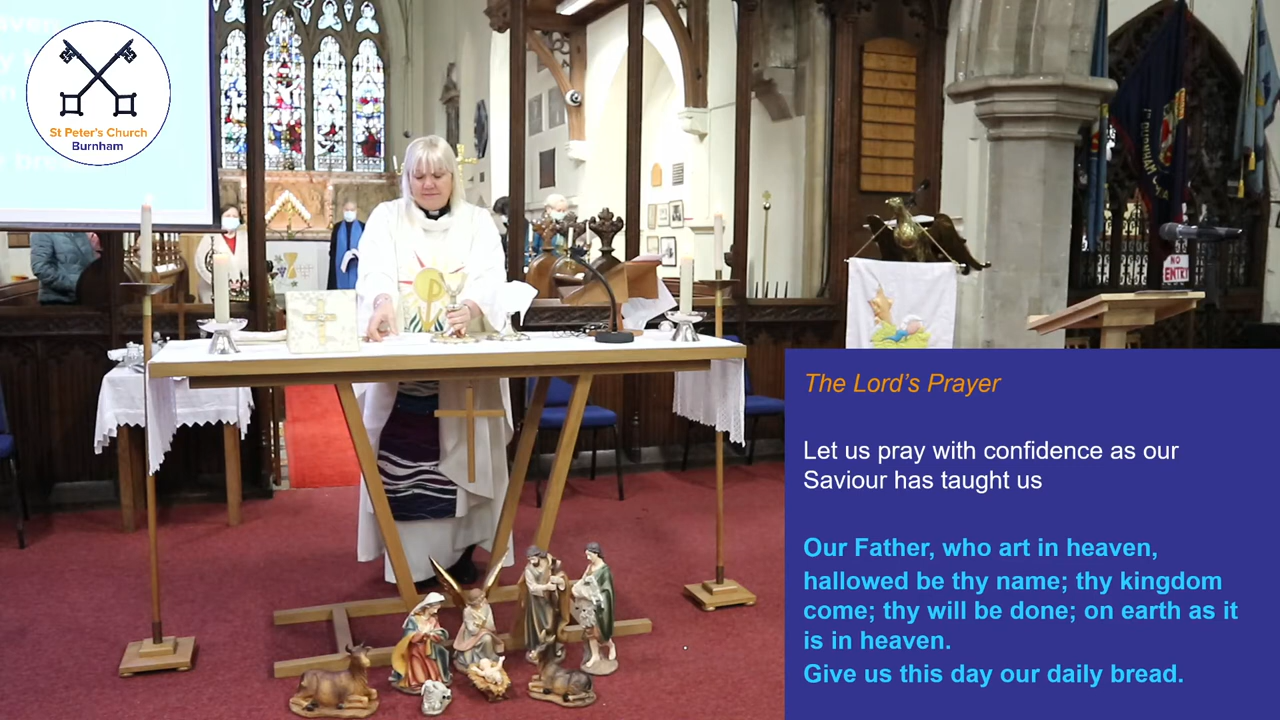 St Peter's Church
Burnham
NO
ENTRY
The Lord's Prayer
Let us pray with confidence as our
Saviour has taught us
Our Father, who art in heaven,
hallowed be thy name; thy kingdom
come; thy will be done; on earth as it
is in heaven.
Give us this day our daily bread.